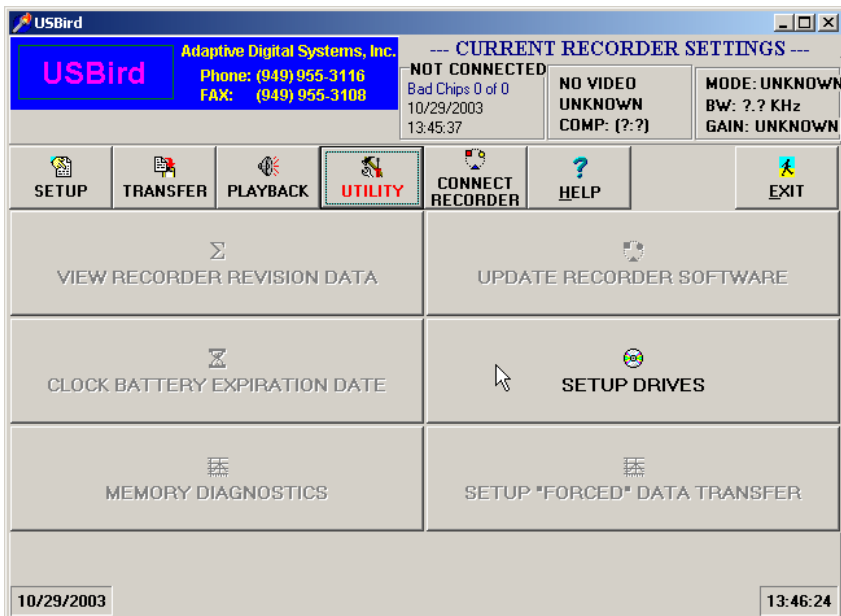 USBird
USBird
Adaptive Digital Systems, Inc.
Phone: (949) 955-3116
FAX: (949) 955-3108
--- CURRENT RECORDER SETTINGS ---
NOT CONNECTED
Bad Chips 0 of 0
10/29/2003
13:45:37
NO VIDEO
UNKNOWN
COMP: (?:?)
MODE: UNKNOWN
BW: ?.? KHz
GAIN: UNKNOWN
SETUP
TRANSFER
PLAYBACK
UTILITY
CONNECT
RECORDER
HELP
EXIT
VIEW RECORDER REVISION DATA
UPDATE RECORDER SOFTWARE
CLOCK BATTERY EXPIRATION DATE
SETUP DRIVES
MEMORY DIAGNOSTICS
SETUP "FORCED" DATA TRANSFER
10/29/2003
13:46:24